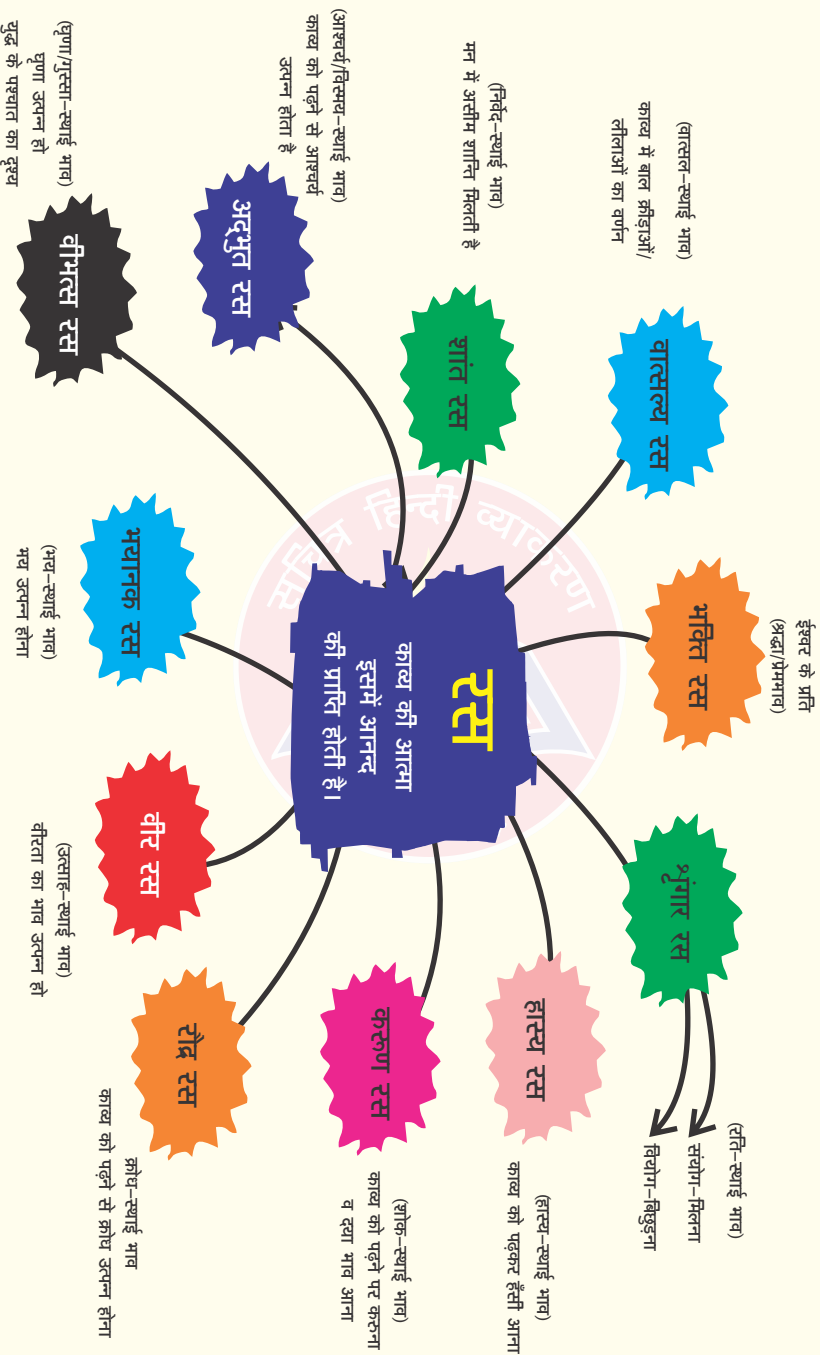 रस
काव्य की आत्मा
इसमें आनन्द
की प्राप्ति होती है।
सचित्र हिन्दी व्याकरण
भक्ति रस
ईश्वर के प्रति
(श्रद्धा/प्रेमभाव)
शृंगार रस
(रति-स्थाई भाव)
संयोग-मिलना
वियोग-बिछुड़ना
हास्य रस
(हास्य-स्थाई भाव)
काव्य को पढ़कर हँसी आना
करूण रस
(शोक-स्थाई भाव)
काव्य को पढ़ने पर करुना
व दया भाव आना
रौद्र रस
क्रोध-स्थाई भाव
काव्य को पढ़ने से क्रोध उत्पन्न होना
वीर रस
(उत्साह-स्थाई भाव)
वीरता का भाव उत्पन्न हो
भयानक रस
(भय-स्थाई भाव)
भय उत्पन्न होना
वीभत्स रस
(घृणा/गुस्सा-स्थाई भाव)
घृणा उत्पन्न हो
युद्ध के पश्चात का दृश्य
अद्भुत रस
(आश्चर्य/विस्मय-स्थाई भाव)
काव्य को पढ़ने से आश्चर्य
उत्पन्न होता है
शांत रस
(निर्वेद-स्थाई भाव)
मन में असीम शान्ति मिलती है
वात्सल्य रस
(वात्सल-स्थाई भाव)
काव्य में बाल क्रीड़ाओं/
लीलाओं का वर्णन